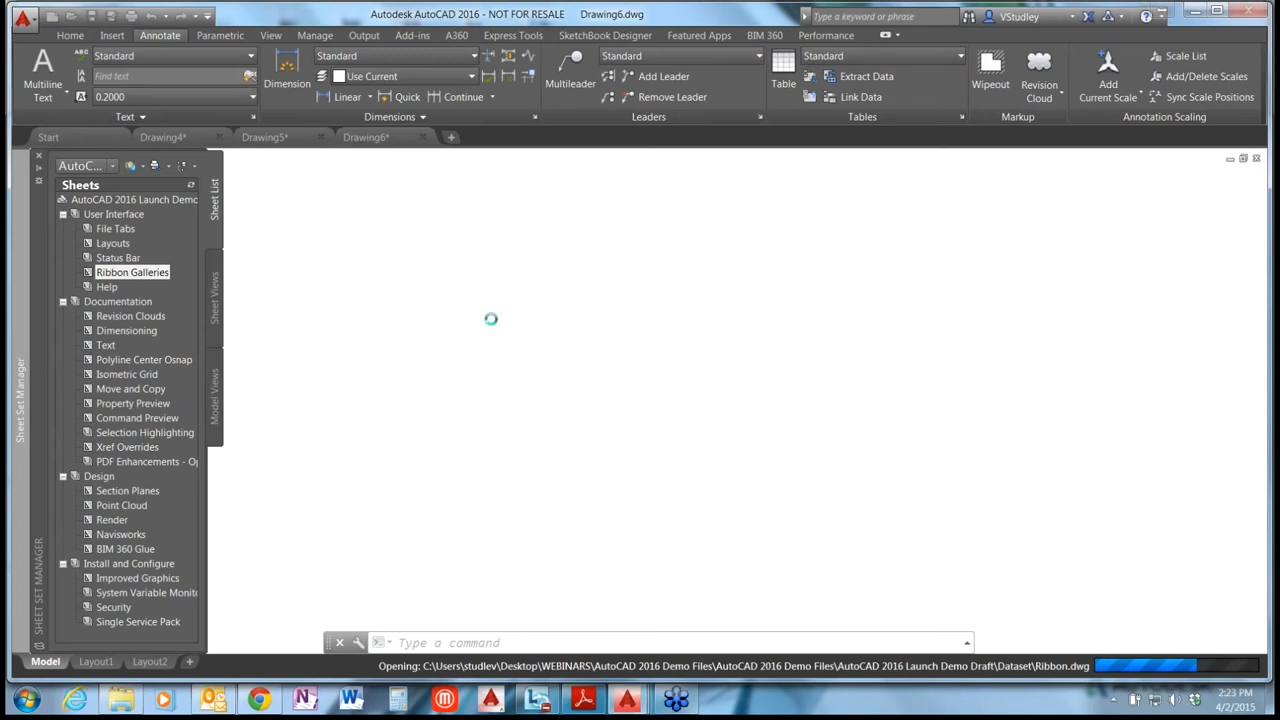 Autodesk AutoCAD 2016 - NOT FOR RESALE Drawing6.dwg
Type a keyword or phrase
VStudley
Home Insert Annotate Parametric View Manage Output Add-ins A360 Express Tools SketchBook Designer Featured Apps BIM 360 Performance
Multiline Text
Standard
Find text
0.2000
Text
Dimension
Standard
Use Current
Linear Quick Continue
Dimensions
Multileader
Standard
Add Leader
Remove Leader
Leaders
Table
Standard
Extract Data
Link Data
Tables
Wipeout
Revision Cloud
Markup
Add Current Scale
Scale List
Add/Delete Scales
Sync Scale Positions
Annotation Scaling
Start Drawing4* Drawing5* Drawing6*
AutoC...
Sheets
AutoCAD 2016 Launch Demo
User Interface
File Tabs
Layouts
Status Bar
Ribbon Galleries
Help
Documentation
Revision Clouds
Dimensioning
Text
Polyline Center Osnap
Isometric Grid
Move and Copy
Property Preview
Command Preview
Selection Highlighting
Xref Overrides
PDF Enhancements - Op
Design
Section Planes
Point Cloud
Render
Navisworks
BIM 360 Glue
Install and Configure
Improved Graphics
System Variable Monito
Security
Single Service Pack
Sheet List
Sheet Views
Model Views
Sheet Set Manager
SHEET SET MANAGER
Type a command
Model Layout1 Layout2
Opening: C:\Users\studlev\Desktop\WEBINARS\AutoCAD 2016 Demo Files\AutoCAD 2016 Demo Files\AutoCAD 2016 Launch Demo Draft\Dataset\Ribbon.dwg
2:23 PM
4/2/2015